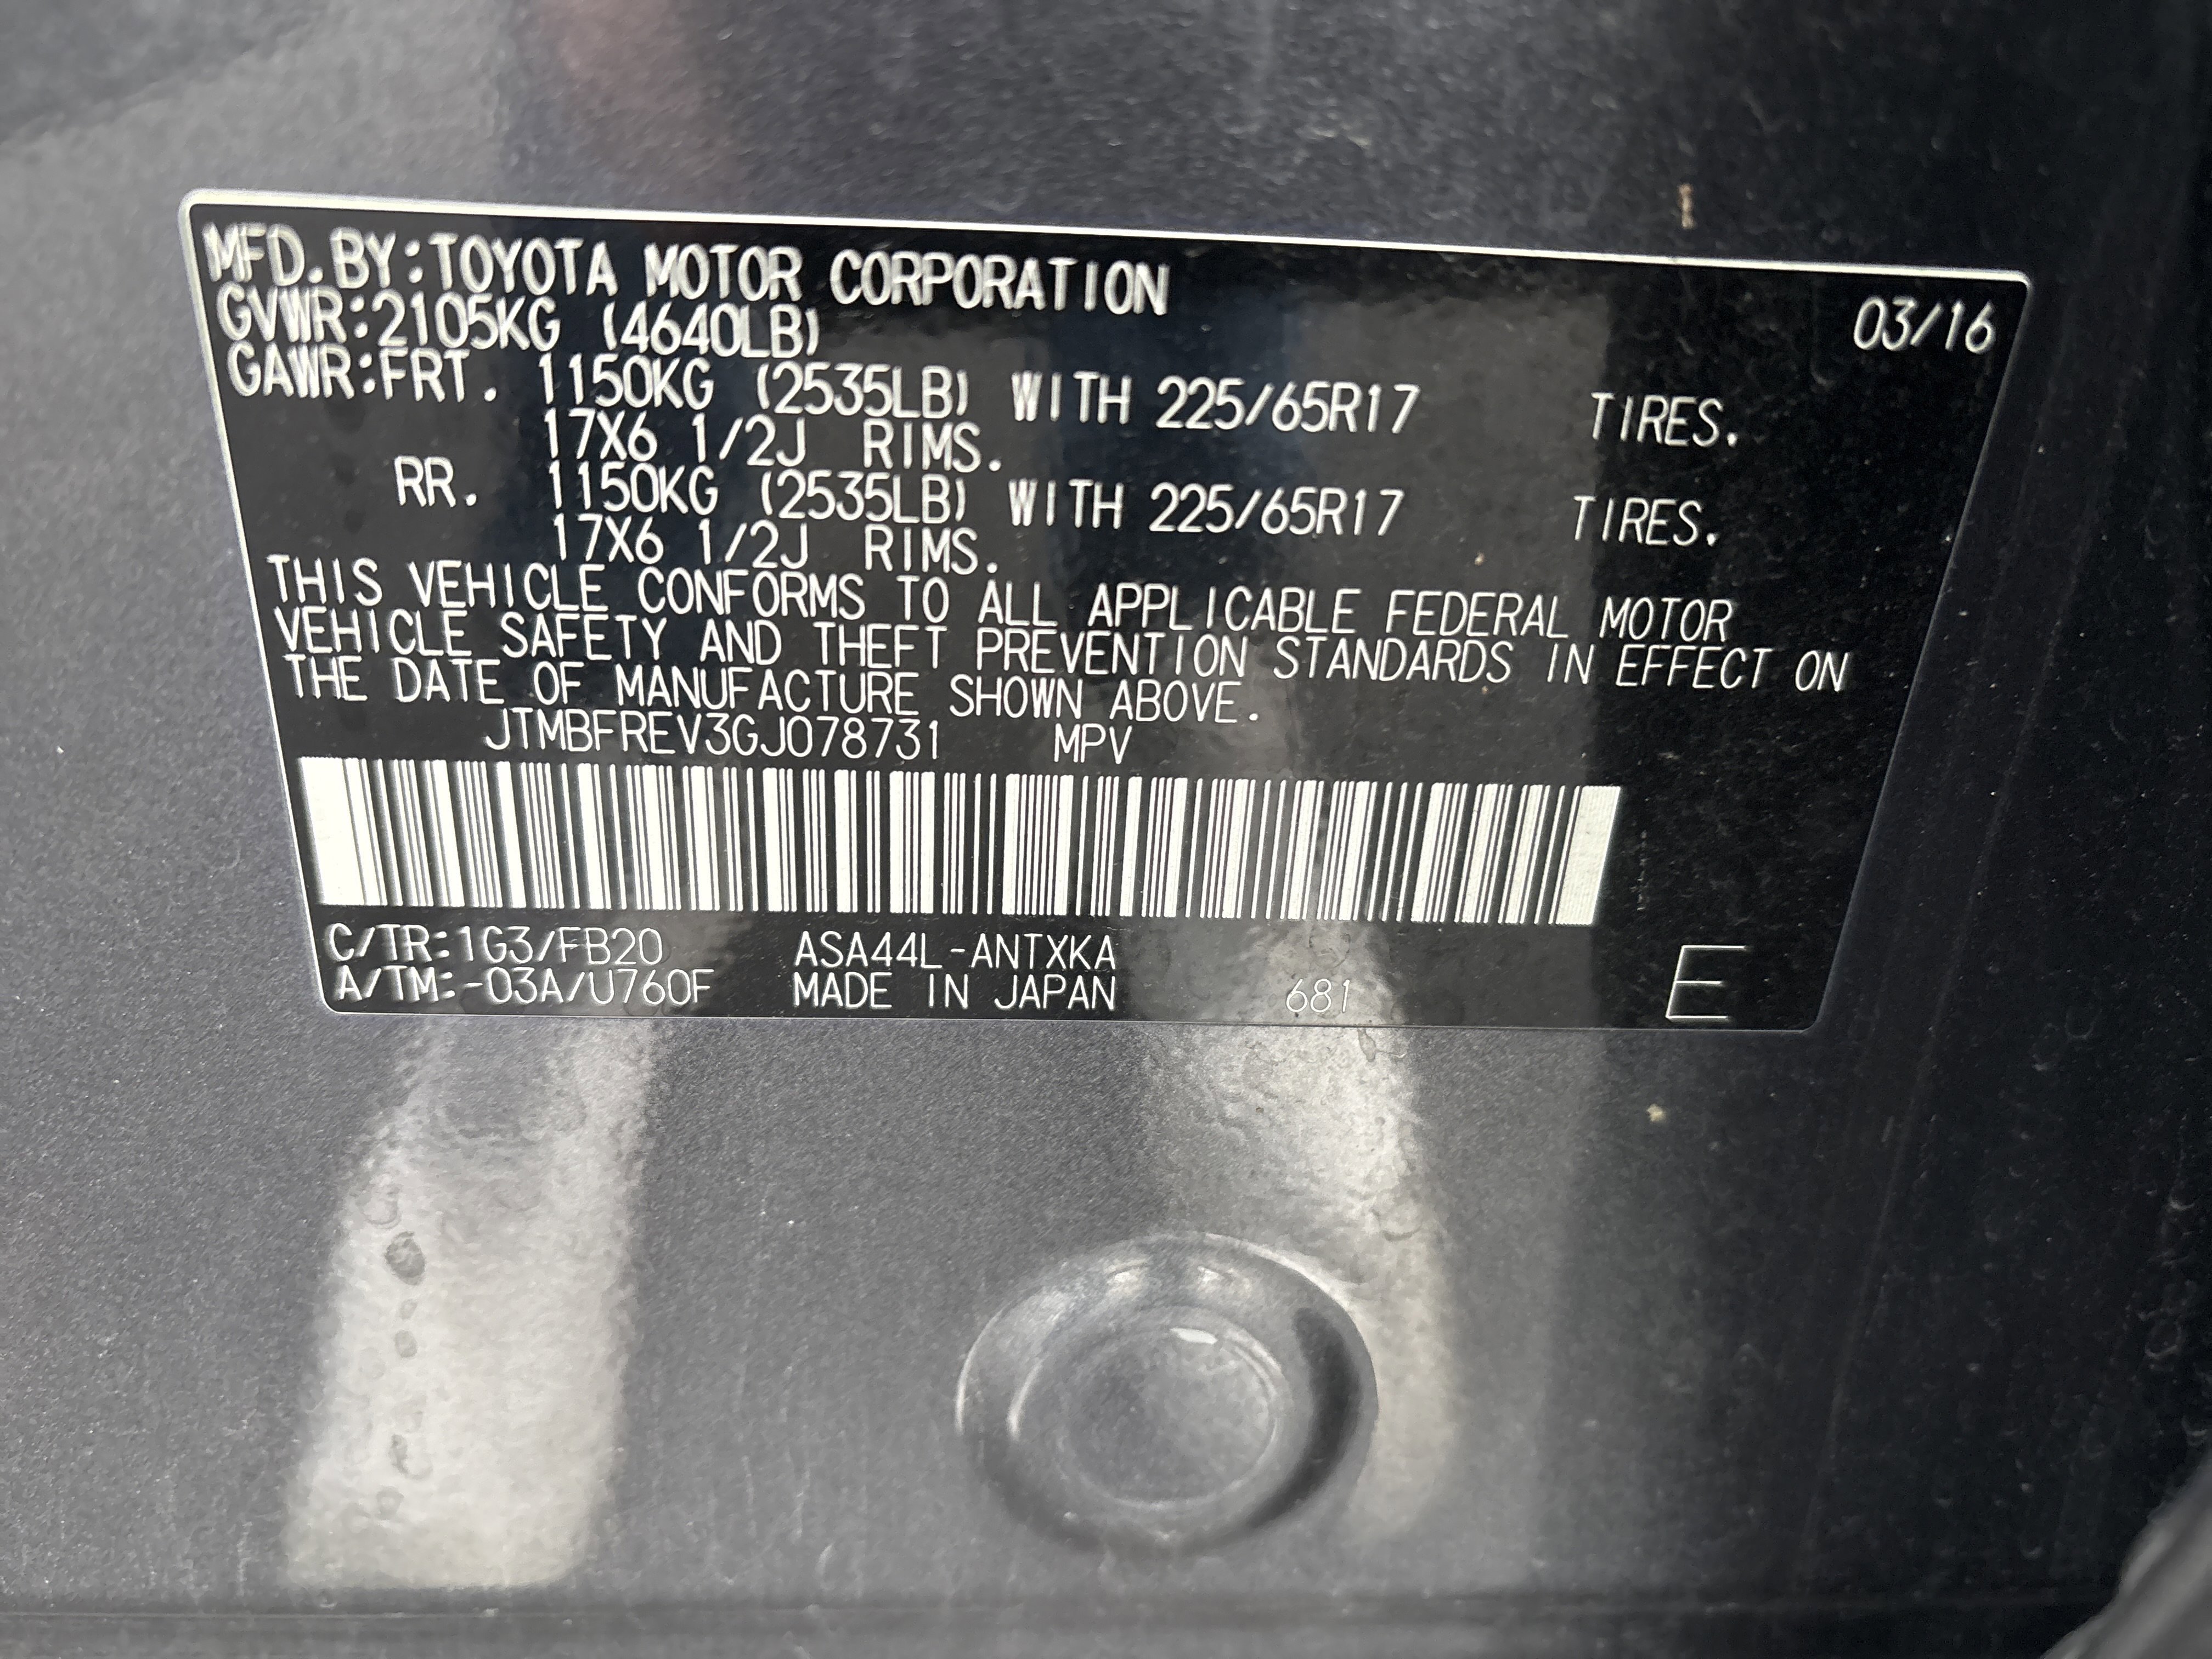 MFD. BY:TOYOTA MOTOR CORPORATION 03/16
GVWR:2105KG (4640LB)
GAWR:FRT. 1150KG (2535LB) WITH 225/65R17 TIRES.
17X6 1/2J RIMS.
RR. 1150KG (2535LB) WITH 225/65R17 TIRES.
17X6 1/2J RIMS.
THIS VEHICLE CONFORMS TO ALL APPLICABLE FEDERAL MOTOR
VEHICLE SAFETY AND THEFT PREVENTION STANDARDS IN EFFECT ON
THE DATE OF MANUFACTURE SHOWN ABOVE.
JTMBFREV3GJ078731 MPV
C/TR:1G3/FB20 ASA44L-ANTXKA
A/TM:-03A/U760F MADE IN JAPAN 681 E